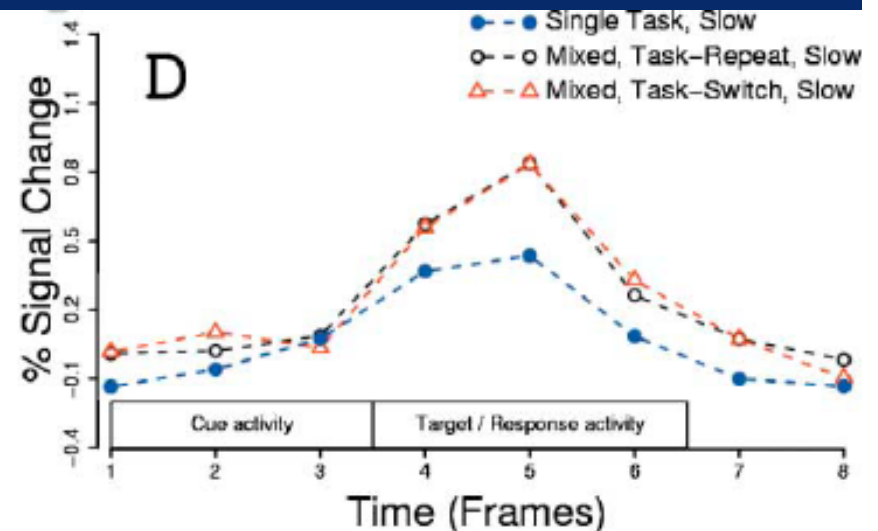 Single Task, Slow
Mixed, Task-Repeat, Slow
Mixed, Task-Switch, Slow
D
% Signal Change
1.4
1.1
0.8
0.5
0.2
-0.1
-0.4
Cue activity
Target / Response activity
1 2 3 4 5 6 7 8
Time (Frames)